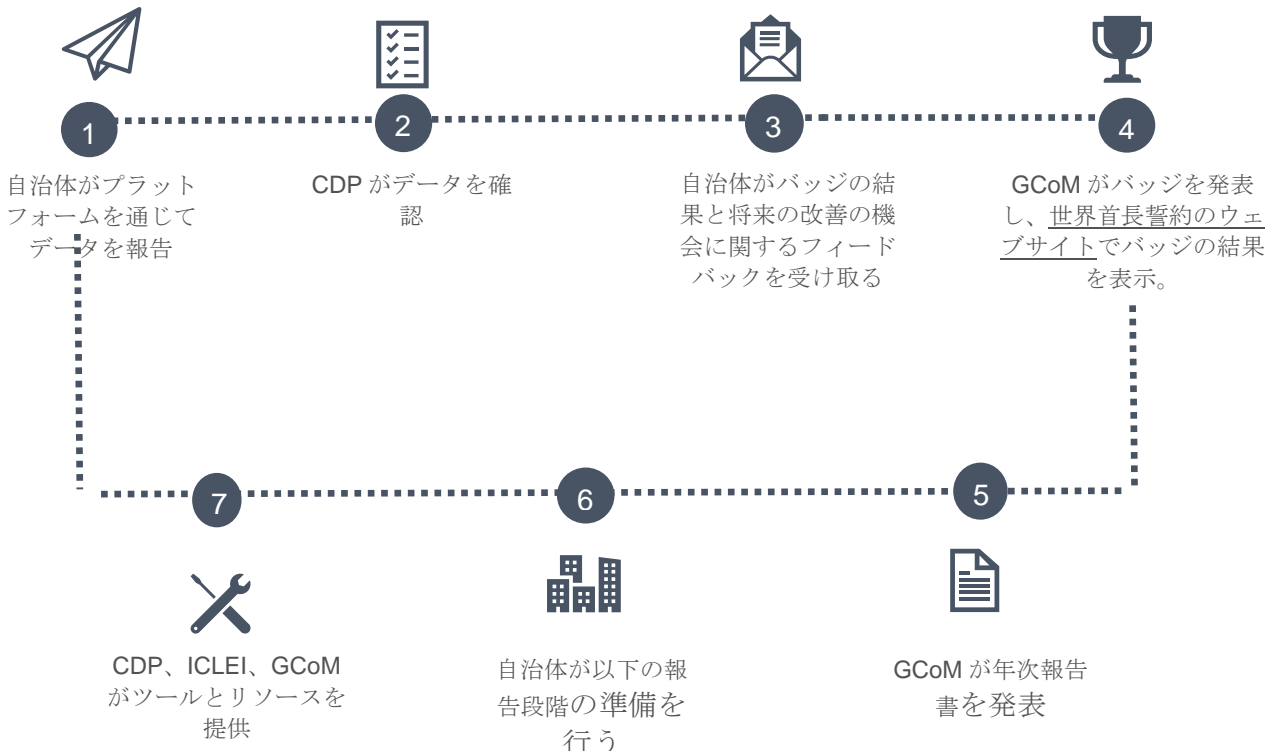 1
自治体がプラット
フォームを通じて
データを報告
2
CDP がデータを確
認
3
自治体がバッジの結
果と将来の改善の機
会に関するフィード
バックを受け取る
4
GCoM がバッジを発表
し、世界首長誓約のウェ
ブサイトでバッジの結果
を表示。
5
GCoM が年次報告
書を発表
6
自治体が以下の報
告段階の準備を
行う
7
CDP、ICLEI、GCoM
がツールとリソースを
提供